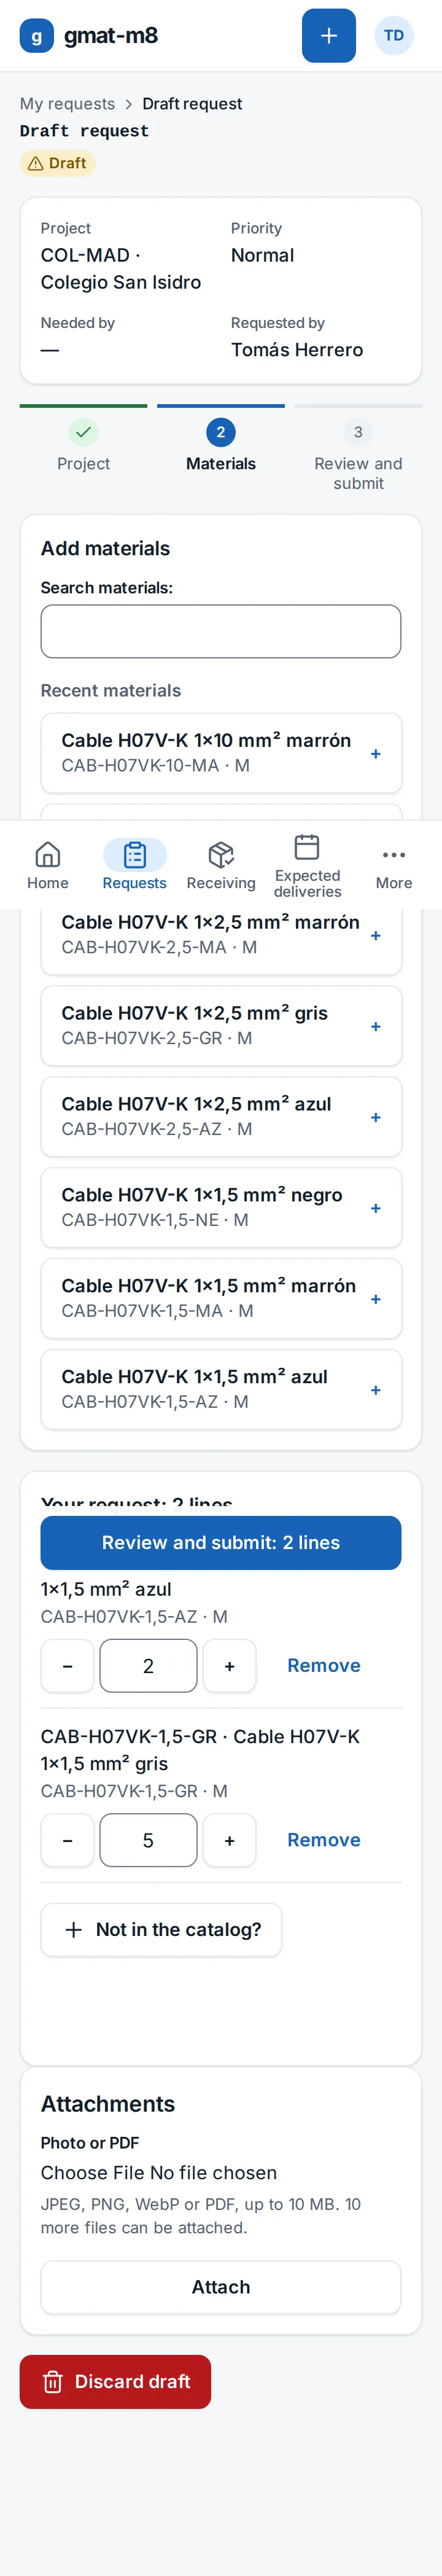 g gmat-m8 + TD
My requests > Draft request
Draft request
Draft
Project
Priority
COL-MAD ·
Colegio San Isidro
Normal
Needed by
Requested by
—
Tomás Herrero
2
3
Project
Materials
Review and
submit
Add materials
Search materials:
Recent materials
Cable H07V-K 1×10 mm² marrón
CAB-H07VK-10-MA · M
+
Home
Requests
Receiving
Expected
deliveries
More
Cable H07V-K 1×2,5 mm² marrón
CAB-H07VK-2,5-MA · M
+
Cable H07V-K 1×2,5 mm² gris
CAB-H07VK-2,5-GR · M
+
Cable H07V-K 1×2,5 mm² azul
CAB-H07VK-2,5-AZ · M
+
Cable H07V-K 1×1,5 mm² negro
CAB-H07VK-1,5-NE · M
+
Cable H07V-K 1×1,5 mm² marrón
CAB-H07VK-1,5-MA · M
+
Cable H07V-K 1×1,5 mm² azul
CAB-H07VK-1,5-AZ · M
+
Your request: 2 lines
Review and submit: 2 lines
1×1,5 mm² azul
CAB-H07VK-1,5-AZ · M
− 2 + Remove
CAB-H07VK-1,5-GR · Cable H07V-K
1×1,5 mm² gris
CAB-H07VK-1,5-GR · M
− 5 + Remove
+ Not in the catalog?
Attachments
Photo or PDF
Choose File No file chosen
JPEG, PNG, WebP or PDF, up to 10 MB. 10
more files can be attached.
Attach
Discard draft